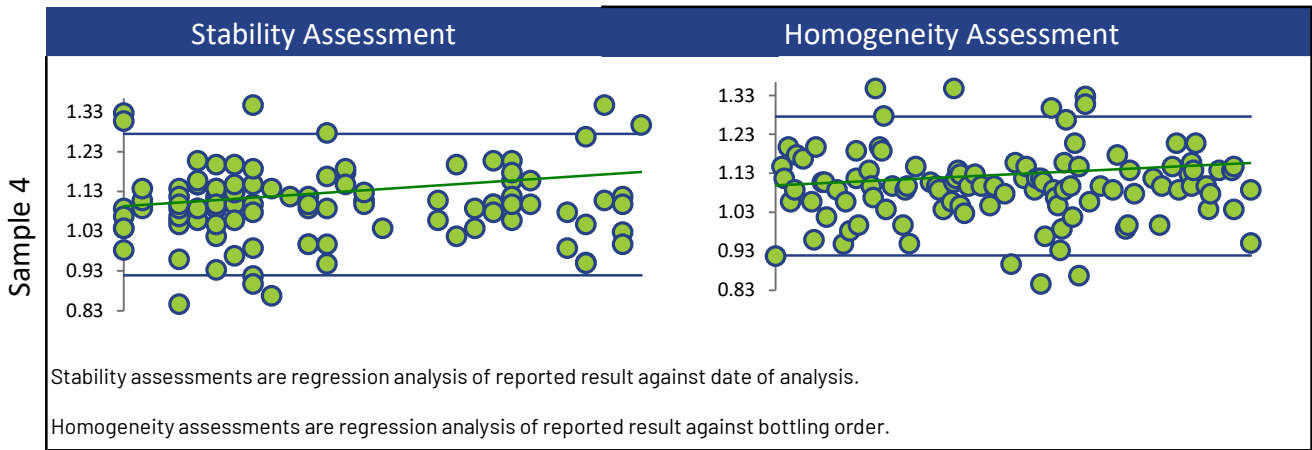 Stability Assessment
Homogeneity Assessment
Sample 4
1.33
1.23
1.13
1.03
0.93
0.83
1.33
1.23
1.13
1.03
0.93
0.83
Stability assessments are regression analysis of reported result against date of analysis.
Homogeneity assessments are regression analysis of reported result against bottling order.